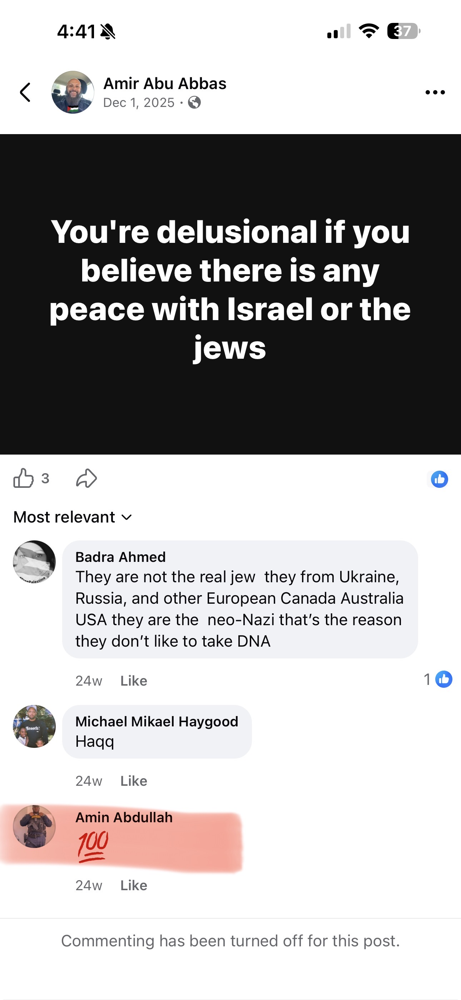 4:41
37
Amir Abu Abbas
Dec 1, 2025 ·
You're delusional if you
believe there is any
peace with Israel or the
jews
3
Most relevant
#FreePalestine
Badra Ahmed
They are not the real jew  they from Ukraine,
Russia, and other European Canada Australia
USA they are the  neo-Nazi that’s the reason
they don’t like to take DNA
24w Like
1
Blessed!
Michael Mikael Haygood
Haqq
24w Like
OFFICER
Amin Abdullah
💯
24w Like
Commenting has been turned off for this post.